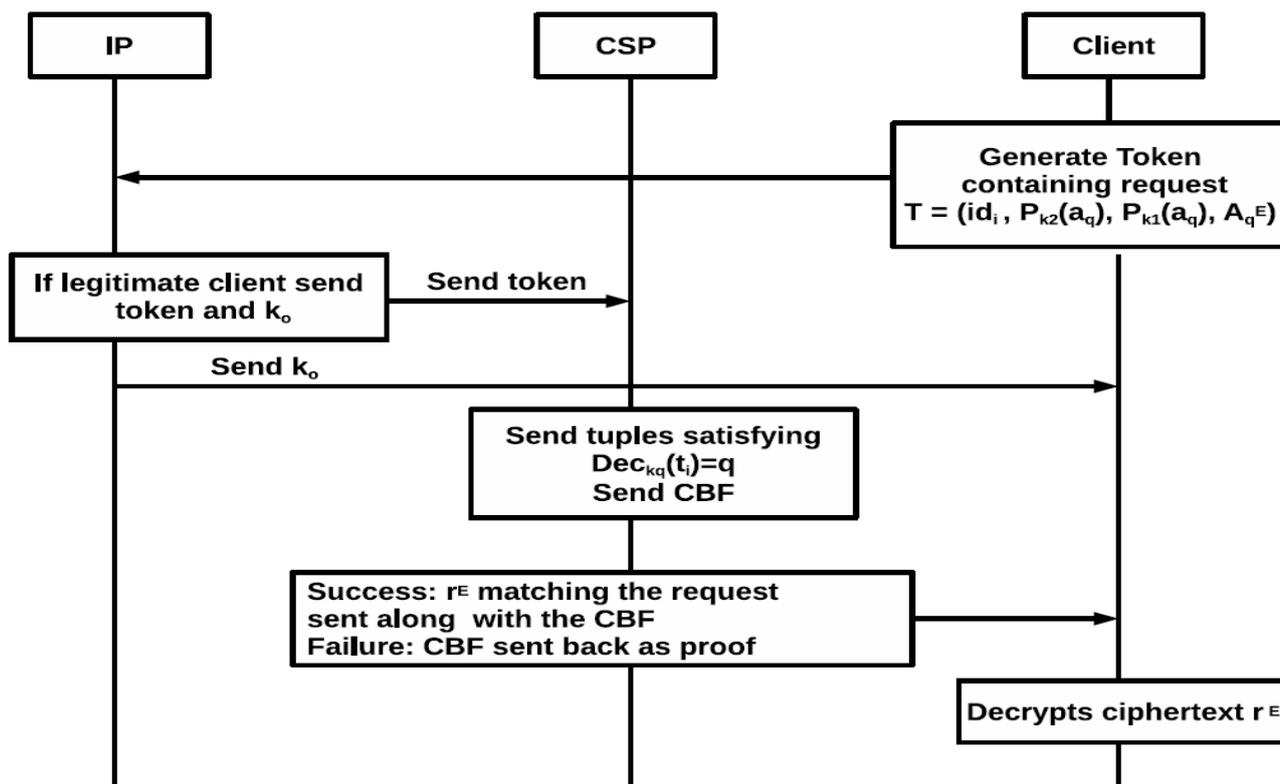 IP
CSP
Client
Generate Token
containing request
T = (idᵢ , Pₖ₂(a_q), Pₖ₁(a_q), A_qᴱ)
If legitimate client send
token and kₒ
Send token
Send kₒ
Send tuples satisfying
Dec_kq(tᵢ)=q
Send CBF
Success: rᴱ matching the request
sent along with the CBF
Failure: CBF sent back as proof
Decrypts ciphertext r ᴱ